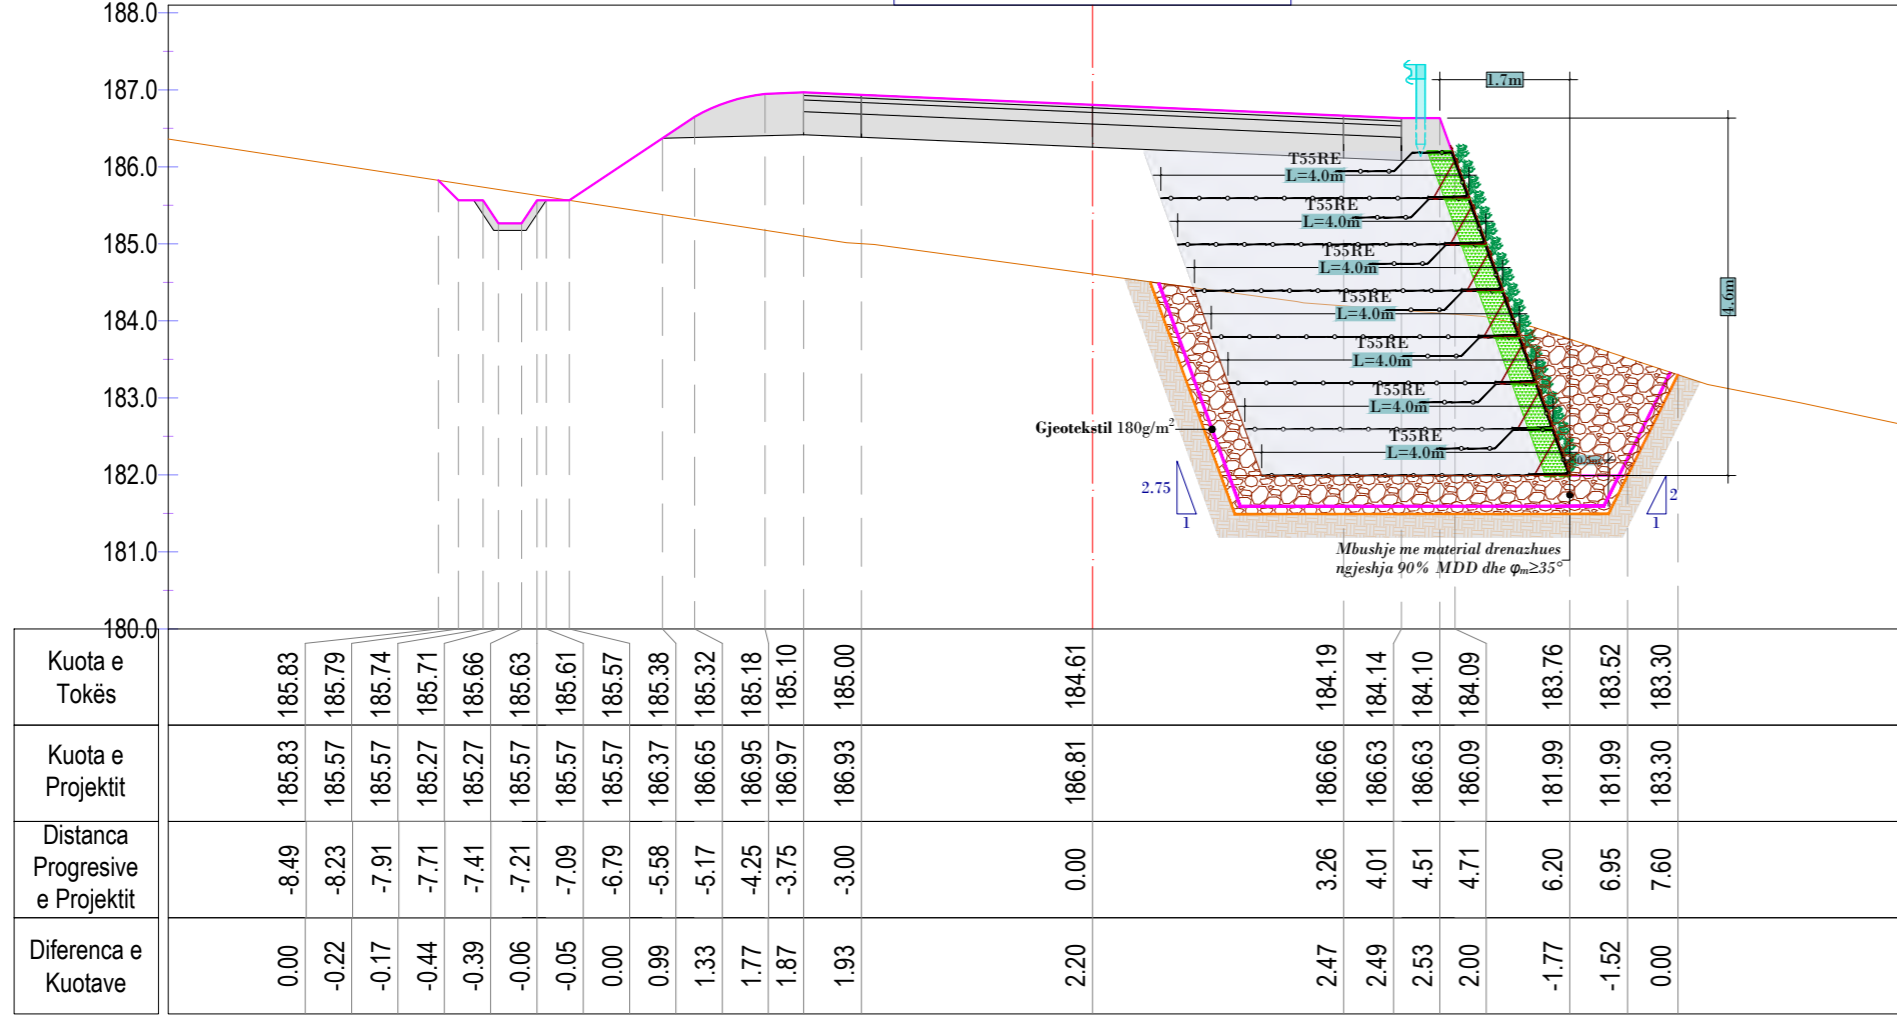 188.0
187.0
186.0
185.0
184.0
183.0
182.0
181.0
180.0
1.7m
4.6m
T55RE
L=4.0m
T55RE
L=4.0m
T55RE
L=4.0m
T55RE
L=4.0m
T55RE
L=4.0m
T55RE
L=4.0m
T55RE
L=4.0m
Gjeotekstil 180g/m²
2.75
1
2
1
Mbushje me material drenazhues
ngjeshja 90% MDD dhe φm≥35°
Kuota e
Tokës
185.83 185.79 185.74 185.71 185.66 185.63 185.61 185.57 185.38 185.32 185.18 185.10 185.00 184.61 184.19 184.14 184.10 184.09 183.76 183.52 183.30
Kuota e
Projektit
185.83 185.57 185.57 185.27 185.27 185.57 185.57 185.57 186.37 186.65 186.95 186.97 186.93 186.81 186.66 186.63 186.63 186.09 181.99 181.99 183.30
Distanca
Progresive
e Projektit
-8.49 -8.23 -7.91 -7.71 -7.41 -7.21 -7.09 -6.79 -5.58 -5.17 -4.25 -3.75 -3.00 0.00 3.26 4.01 4.51 4.71 6.20 6.95 7.60
Diferenca e
Kuotave
0.00 -0.22 -0.17 -0.44 -0.39 -0.06 -0.05 0.00 0.99 1.33 1.77 1.87 1.93 2.20 2.47 2.49 2.53 2.00 -1.77 -1.52 0.00